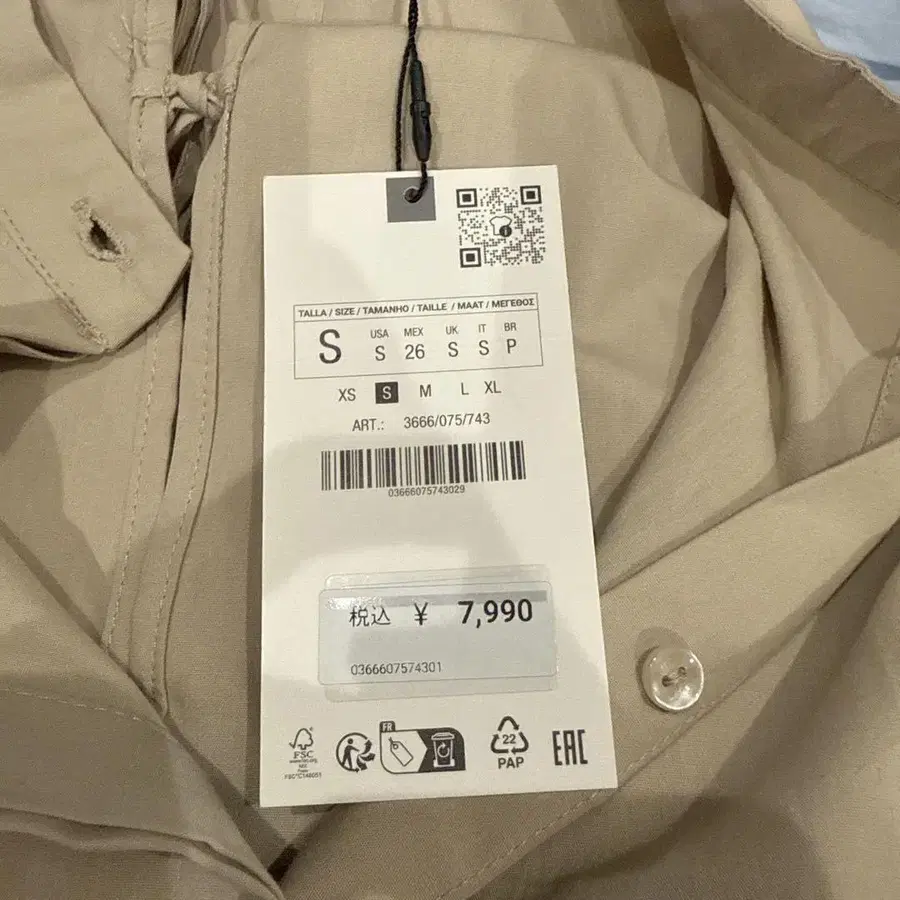 TALLA / SIZE / TAMANHO / TAILLE / MAAT / ΜΕΓΕΘΟΣ
USA MEX UK IT BR
S S 26 S S P
XS S M L XL
ART.: 3666/075/743
03666075743029
税込 ¥ 7,990
0366607574301
FR
FSC
22
PAP
EAC